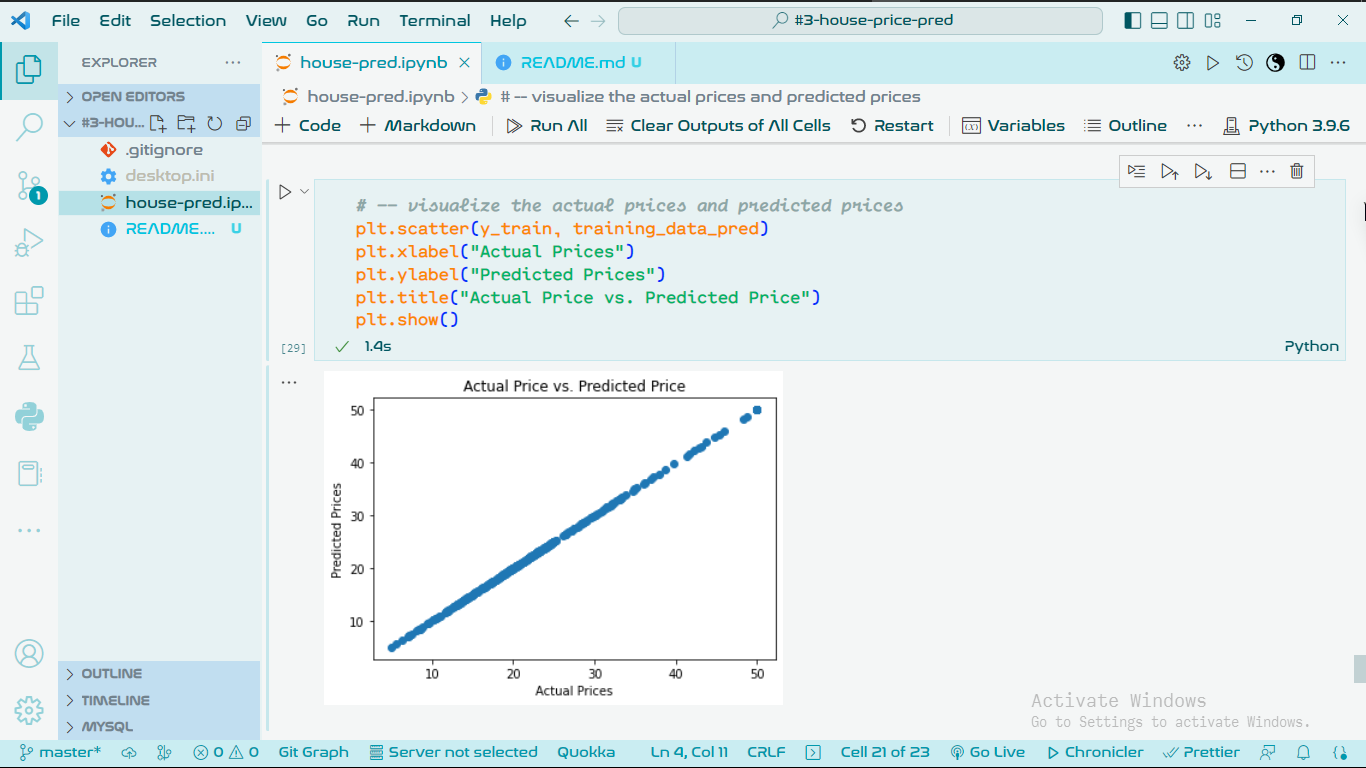 File Edit Selection View Go Run Terminal Help
#3-house-price-pred
EXPLORER
house-pred.ipynb
README.md U
OPEN EDITORS
#3-HOU...
.gitignore
desktop.ini
house-pred.ip...
README.... U
1
OUTLINE
TIMELINE
MYSQL
house-pred.ipynb > # -- visualize the actual prices and predicted prices
Code Markdown Run All Clear Outputs of All Cells Restart Variables Outline ... Python 3.9.6
# -- visualize the actual prices and predicted prices
plt.scatter(y_train, training_data_pred)
plt.xlabel("Actual Prices")
plt.ylabel("Predicted Prices")
plt.title("Actual Price vs. Predicted Price")
plt.show()
[29]
1.4s
Python
Actual Price vs. Predicted Price
50
40
30
20
10
Predicted Prices
10 20 30 40 50
Actual Prices
Activate Windows
Go to Settings to activate Windows.
master* 0 0 Git Graph Server not selected Quokka Ln 4, Col 11 CRLF Cell 21 of 23 Go Live Chronicler Prettier